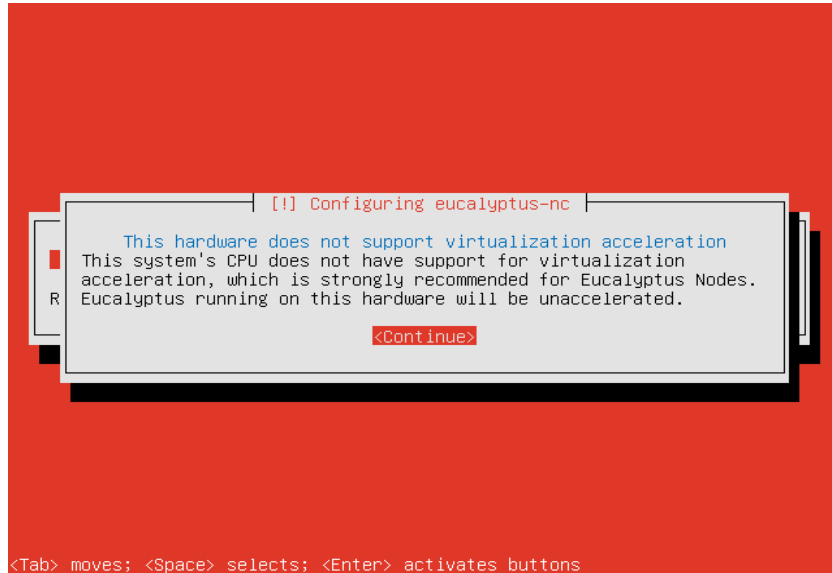 [!] Configuring eucalyptus-nc
This hardware does not support virtualization acceleration
This system's CPU does not have support for virtualization
acceleration, which is strongly recommended for Eucalyptus Nodes.
R
Eucalyptus running on this hardware will be unaccelerated.
<Continue>
<Tab> moves; <Space> selects; <Enter> activates buttons